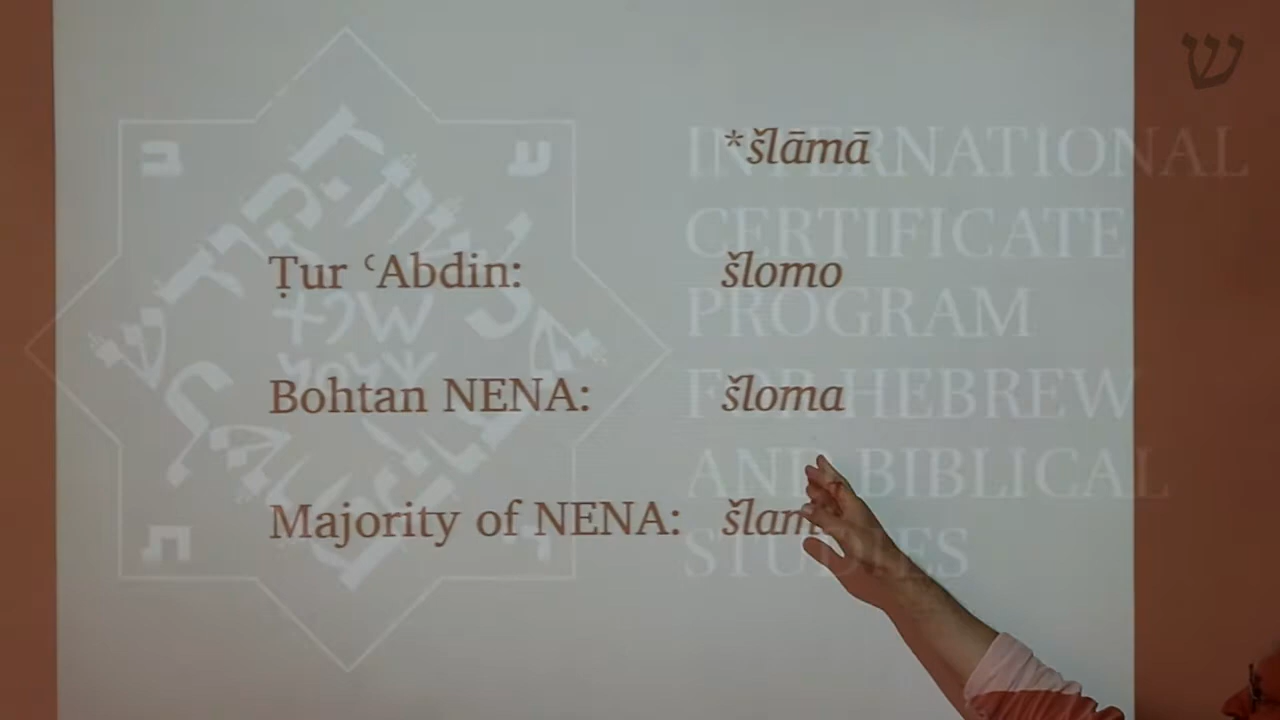 *šlāmā
Ṭur ʿAbdin: šlomo
Bohtan NENA: šloma
Majority of NENA:
INTERNATIONAL
CERTIFICATE
PROGRAM
FOR HEBREW
AND BIBLICAL
STUDIES
ש